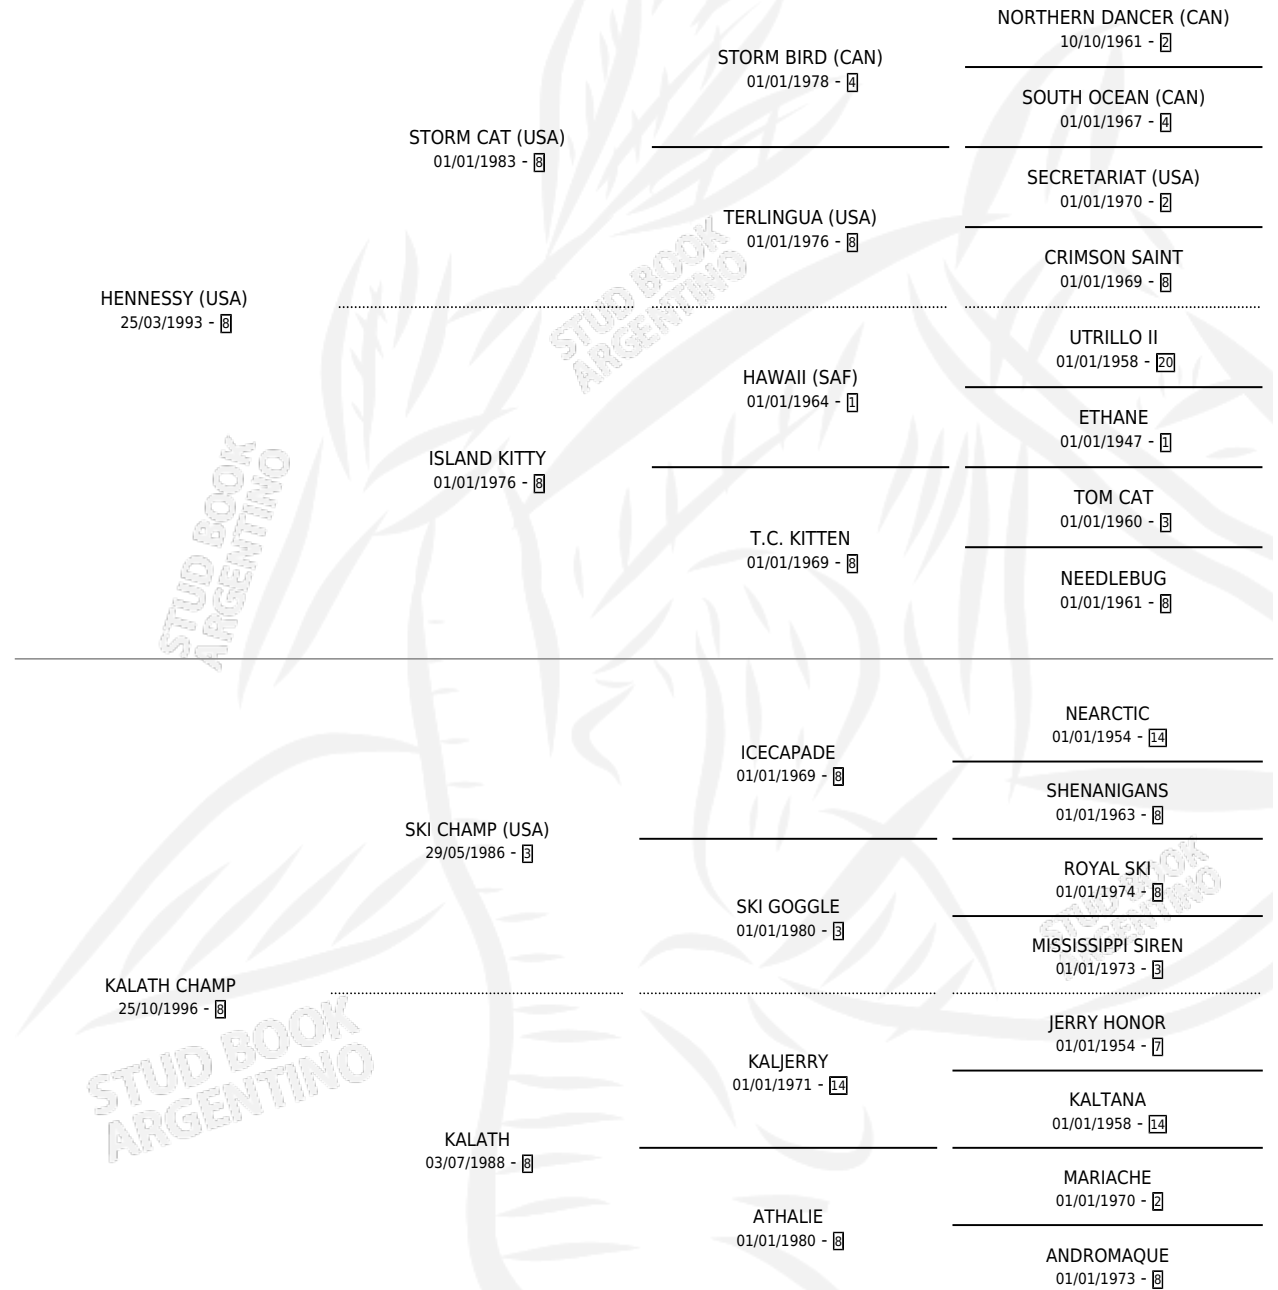 NORTHERN DANCER (CAN)
10/10/1961 - 2
STORM BIRD (CAN)
01/01/1978 - 4
SOUTH OCEAN (CAN)
01/01/1967 - 4
STORM CAT (USA)
01/01/1983 - 8
SECRETARIAT (USA)
01/01/1970 - 2
TERLINGUA (USA)
01/01/1976 - 8
CRIMSON SAINT
01/01/1969 - 8
HENNESSY (USA)
25/03/1993 - 8
UTRILLO II
01/01/1958 - 20
HAWAII (SAF)
01/01/1964 - 1
ETHANE
01/01/1947 - 1
ISLAND KITTY
01/01/1976 - 8
TOM CAT
01/01/1960 - 3
T.C. KITTEN
01/01/1969 - 8
NEEDLEBUG
01/01/1961 - 8
STUD BOOK
ARGENTINO
STUD BOOK
ARGENTINO
NEARCTIC
01/01/1954 - 14
ICECAPADE
01/01/1969 - 8
SHENANIGANS
01/01/1963 - 8
SKI CHAMP (USA)
29/05/1986 - 3
ROYAL SKI
01/01/1974 - 8
SKI GOGGLE
01/01/1980 - 3
MISSISSIPPI SIREN
01/01/1973 - 3
KALATH CHAMP
25/10/1996 - 8
JERRY HONOR
01/01/1954 - 7
KALJERRY
01/01/1971 - 14
KALTANA
01/01/1958 - 14
KALATH
03/07/1988 - 8
MARIACHE
01/01/1970 - 2
ATHALIE
01/01/1980 - 8
ANDROMAQUE
01/01/1973 - 8
STUD BOOK
ARGENTINO
STUD BOOK
ARGENTINO